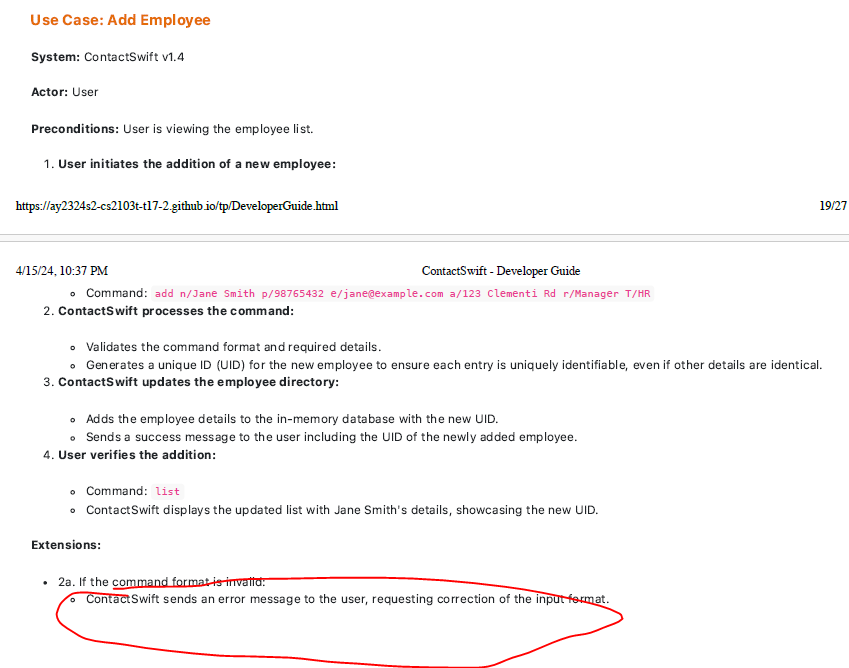 Use Case: Add Employee
System: ContactSwift v1.4
Actor: User
Preconditions: User is viewing the employee list.
1. User initiates the addition of a new employee:
https://ay2324s2-cs2103t-t17-2.github.io/tp/DeveloperGuide.html 19/27
4/15/24, 10:37 PM ContactSwift - Developer Guide
Command: add n/Jane Smith p/98765432 e/jane@example.com a/123 Clementi Rd r/Manager T/HR
2. ContactSwift processes the command:
Validates the command format and required details.
Generates a unique ID (UID) for the new employee to ensure each entry is uniquely identifiable, even if other details are identical.
3. ContactSwift updates the employee directory:
Adds the employee details to the in-memory database with the new UID.
Sends a success message to the user including the UID of the newly added employee.
4. User verifies the addition:
Command: list
ContactSwift displays the updated list with Jane Smith's details, showcasing the new UID.
Extensions:
2a. If the command format is invalid:
ContactSwift sends an error message to the user, requesting correction of the input format.